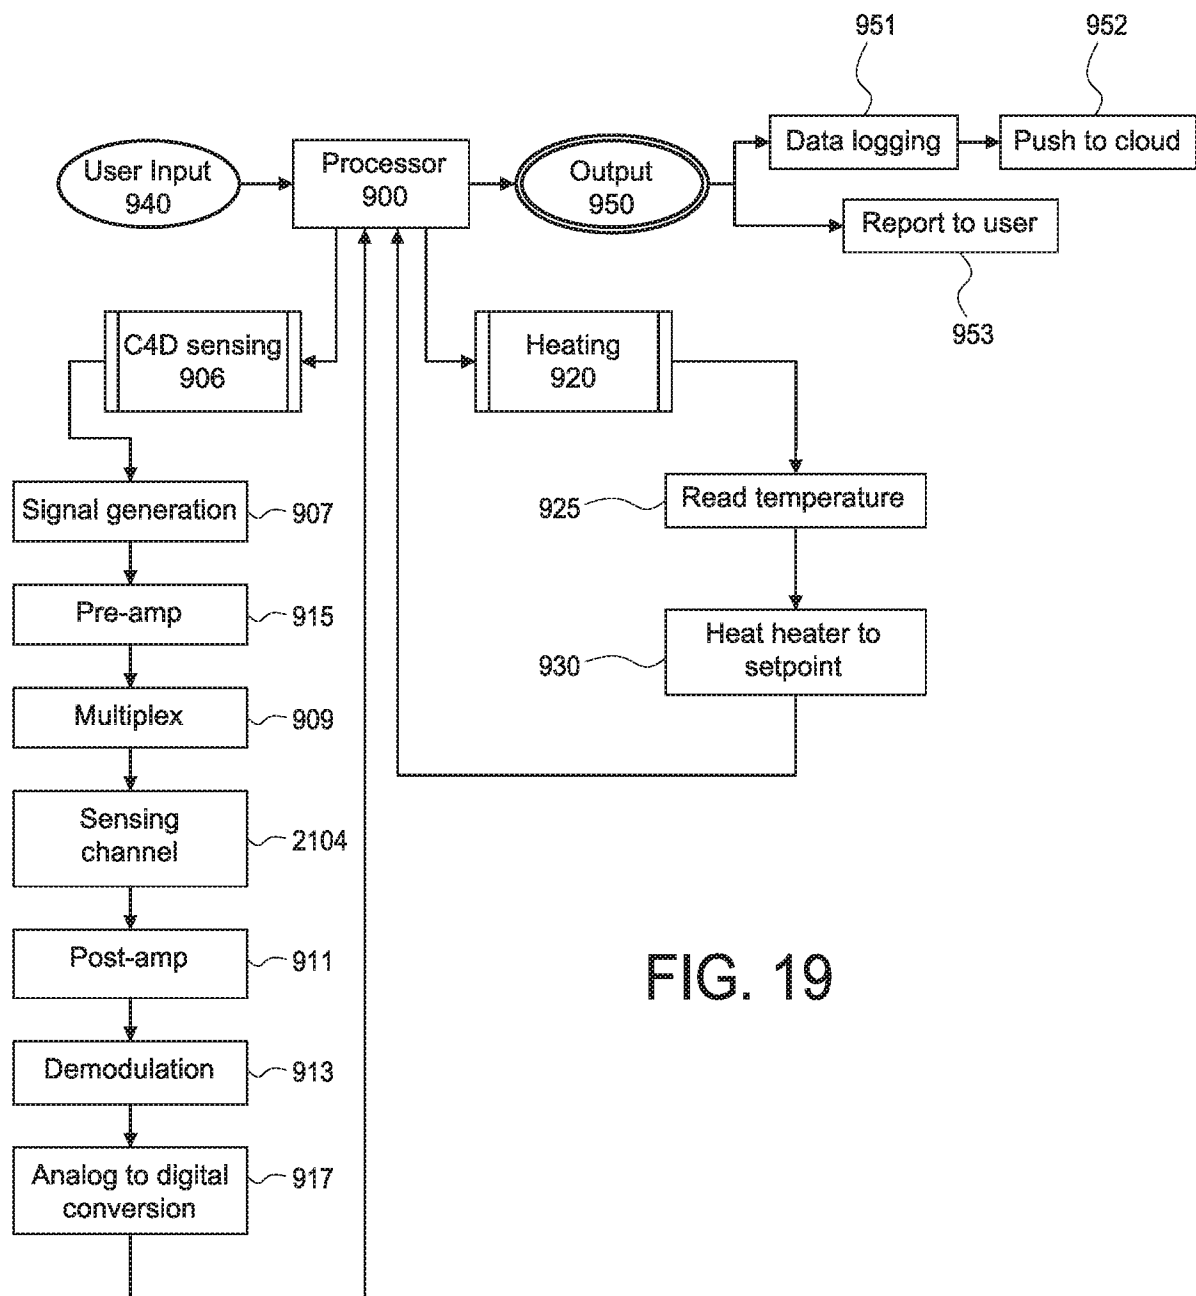 951
952
Data logging
Push to cloud
User Input
940
Processor
900
Output
950
Report to user
953
C4D sensing
906
Heating
920
Signal generation
907
Read temperature
925
Pre-amp
915
Heat heater to
setpoint
930
Multiplex
909
Sensing
channel
2104
Post-amp
911
FIG. 19
Demodulation
913
Analog to digital
conversion
917